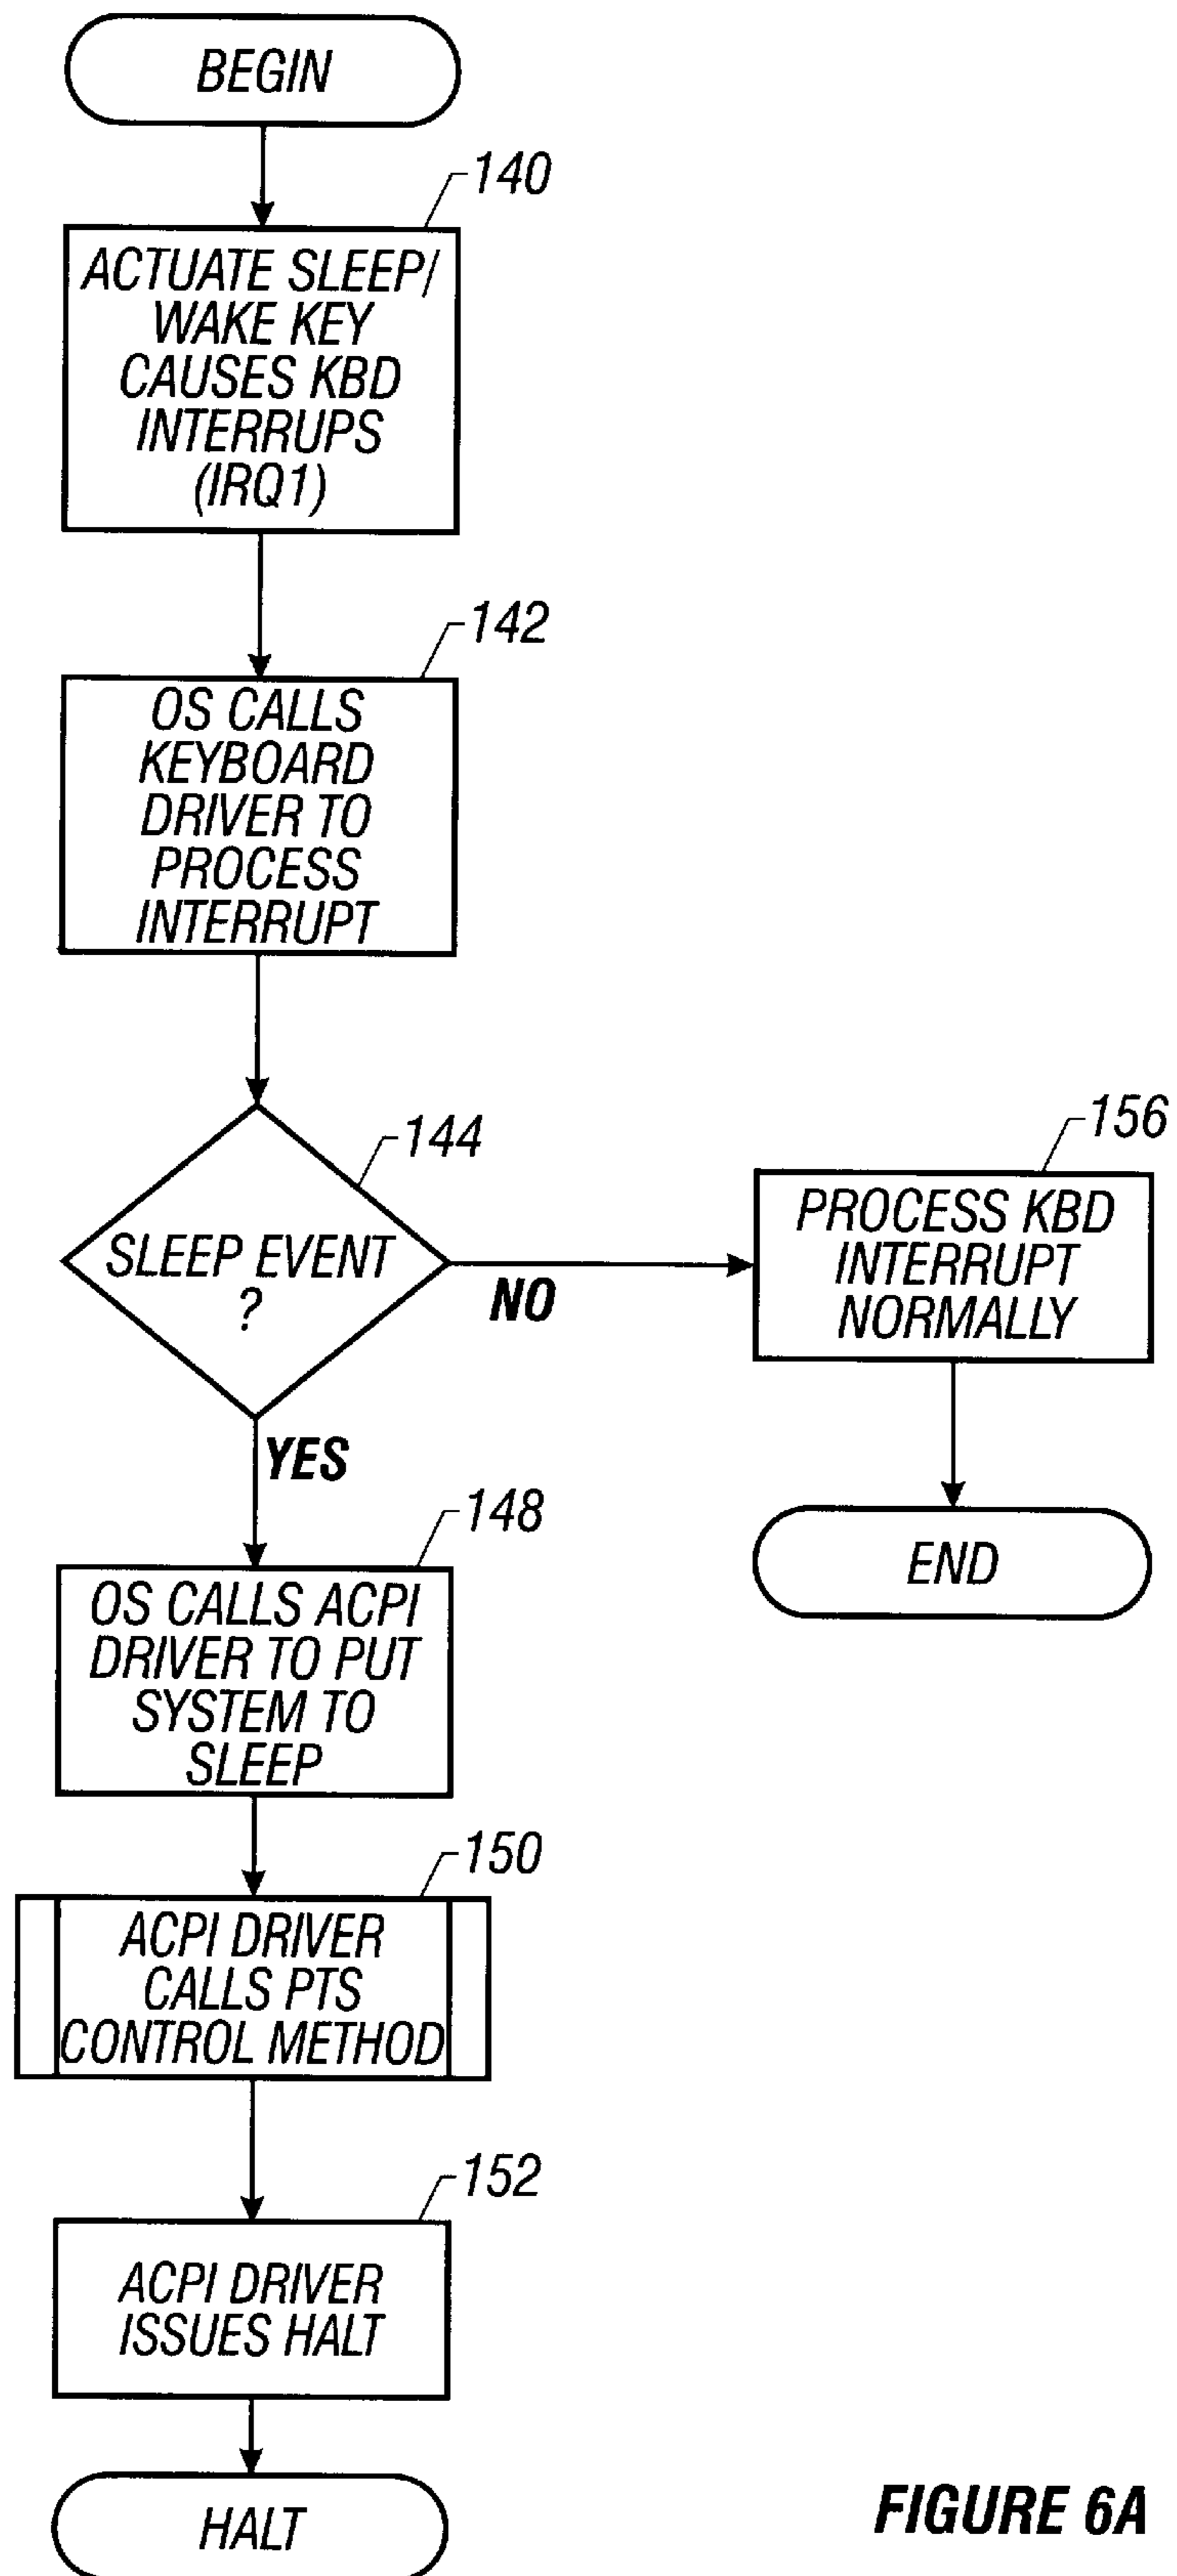 BEGIN
140
ACTUATE SLEEP/
WAKE KEY
CAUSES KBD
INTERRUPS
(IRQ1)
142
OS CALLS
KEYBOARD
DRIVER TO
PROCESS
INTERRUPT
144
SLEEP EVENT
?
NO
YES
156
PROCESS KBD
INTERRUPT
NORMALLY
END
148
OS CALLS ACPI
DRIVER TO PUT
SYSTEM TO
SLEEP
150
ACPI DRIVER
CALLS PTS
CONTROL METHOD
152
ACPI DRIVER
ISSUES HALT
HALT
FIGURE 6A